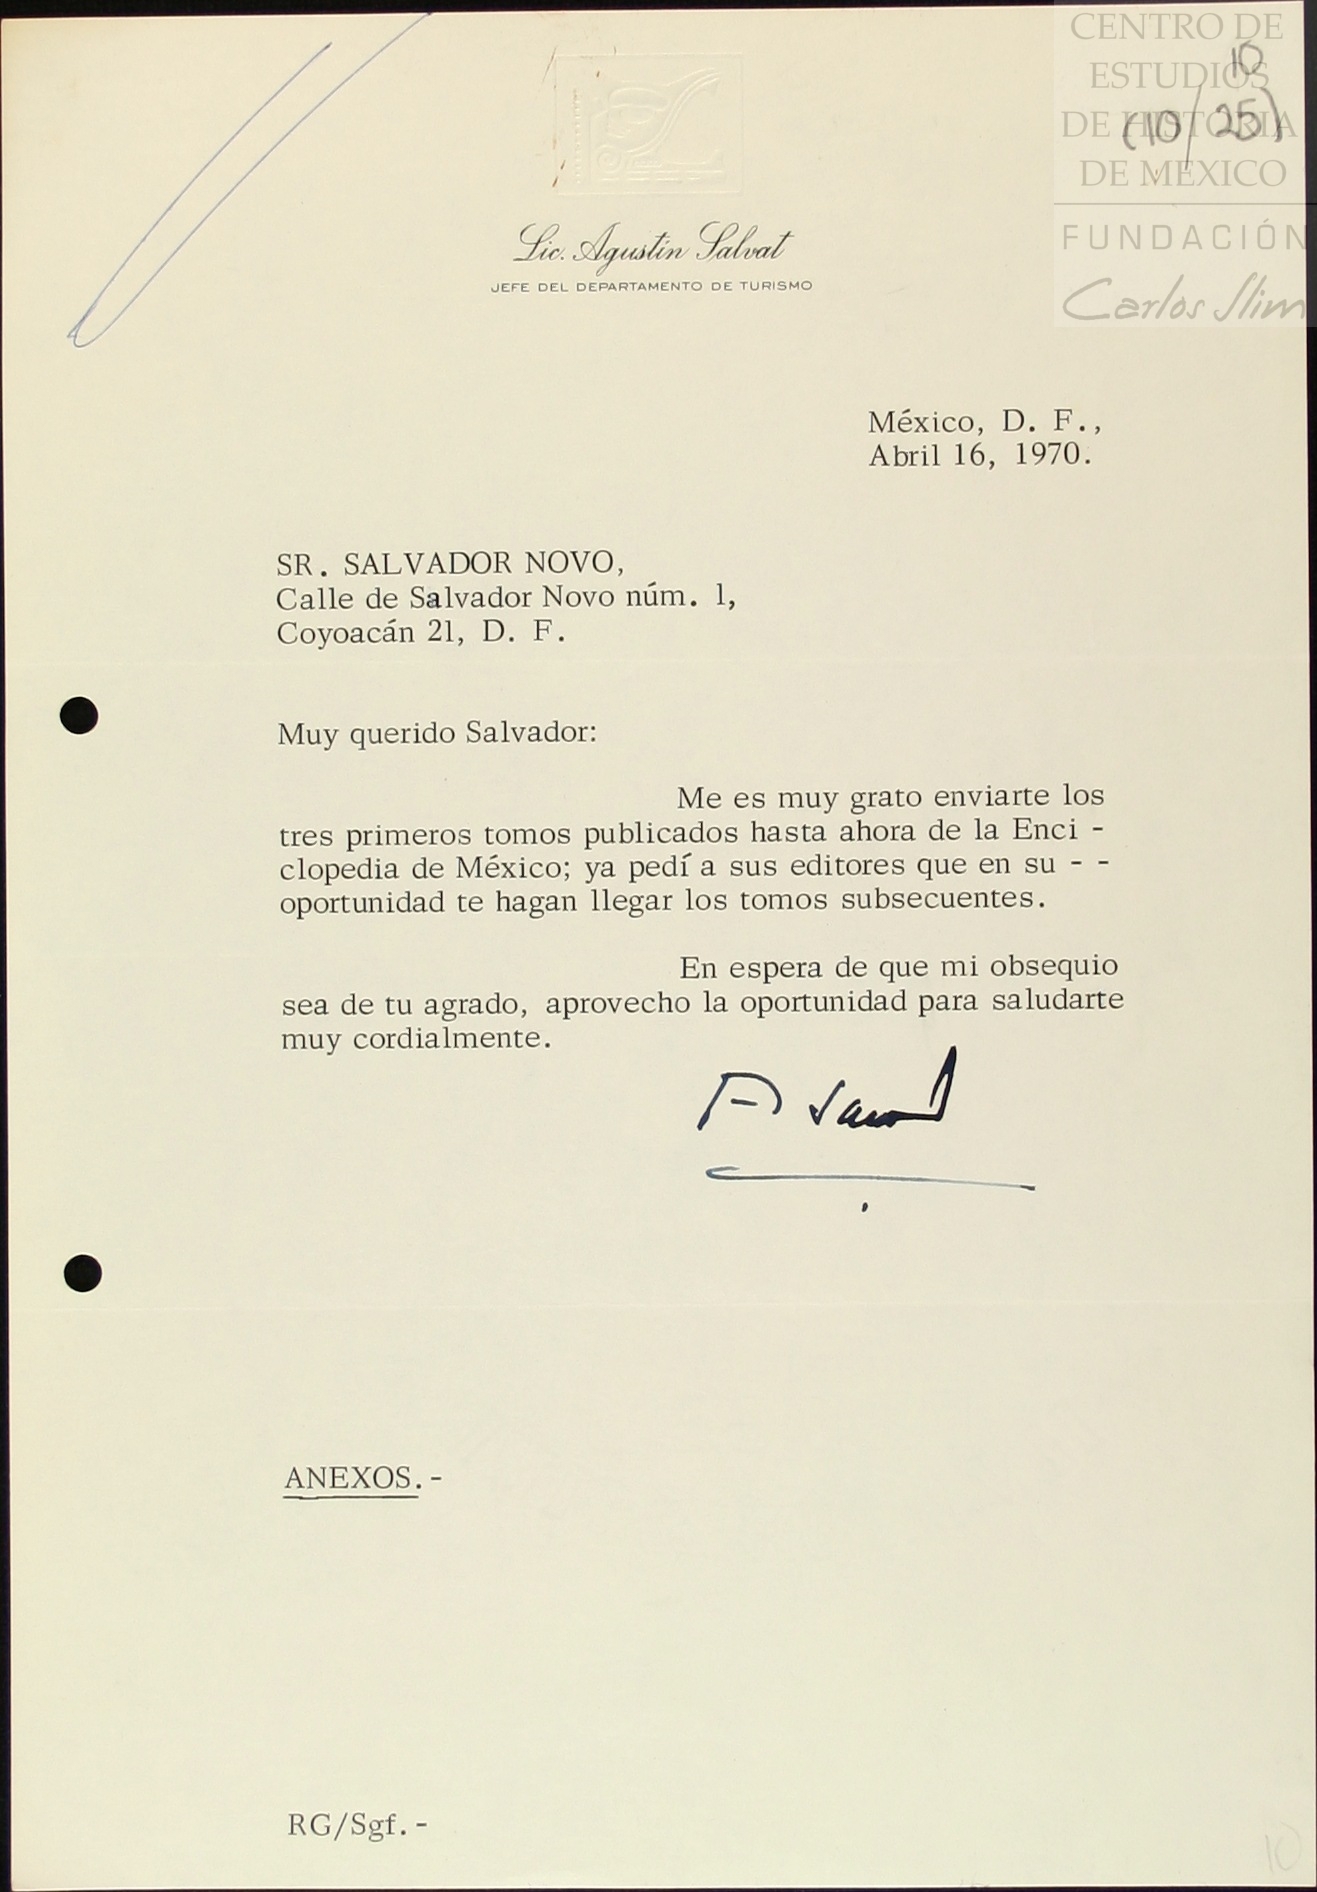 CENTRO DE
ESTUDIOS
DE HISTORIA
DE MEXICO
FUNDACIÓN
Carlos Slim
10
(10/25)
Lic. Agustín Salvat
JEFE DEL DEPARTAMENTO DE TURISMO
México, D. F.,
Abril 16, 1970.
SR. SALVADOR NOVO,
Calle de Salvador Novo núm. 1,
Coyoacán 21, D. F.
Muy querido Salvador:
Me es muy grato enviarte los
tres primeros tomos publicados hasta ahora de la Enci -
clopedia de México; ya pedí a sus editores que en su - -
oportunidad te hagan llegar los tomos subsecuentes.
En espera de que mi obsequio
sea de tu agrado, aprovecho la oportunidad para saludarte
muy cordialmente.
ANEXOS.-
RG/Sgf.-
10